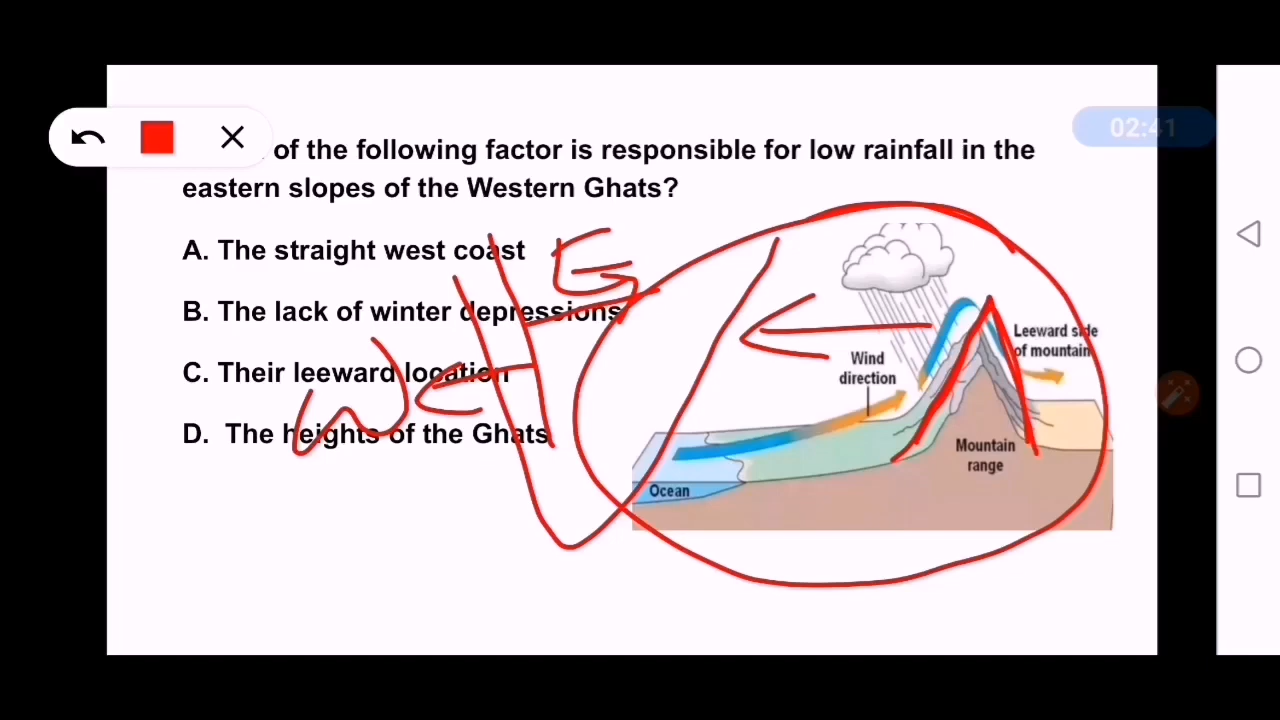 of the following factor is responsible for low rainfall in the
eastern slopes of the Western Ghats?
A. The straight west coast
B. The lack of winter depressions
C. Their leeward location
D. The heights of the Ghats
02:41
Wind
direction
Leeward side
of mountain
Mountain
range
Ocean
W
E